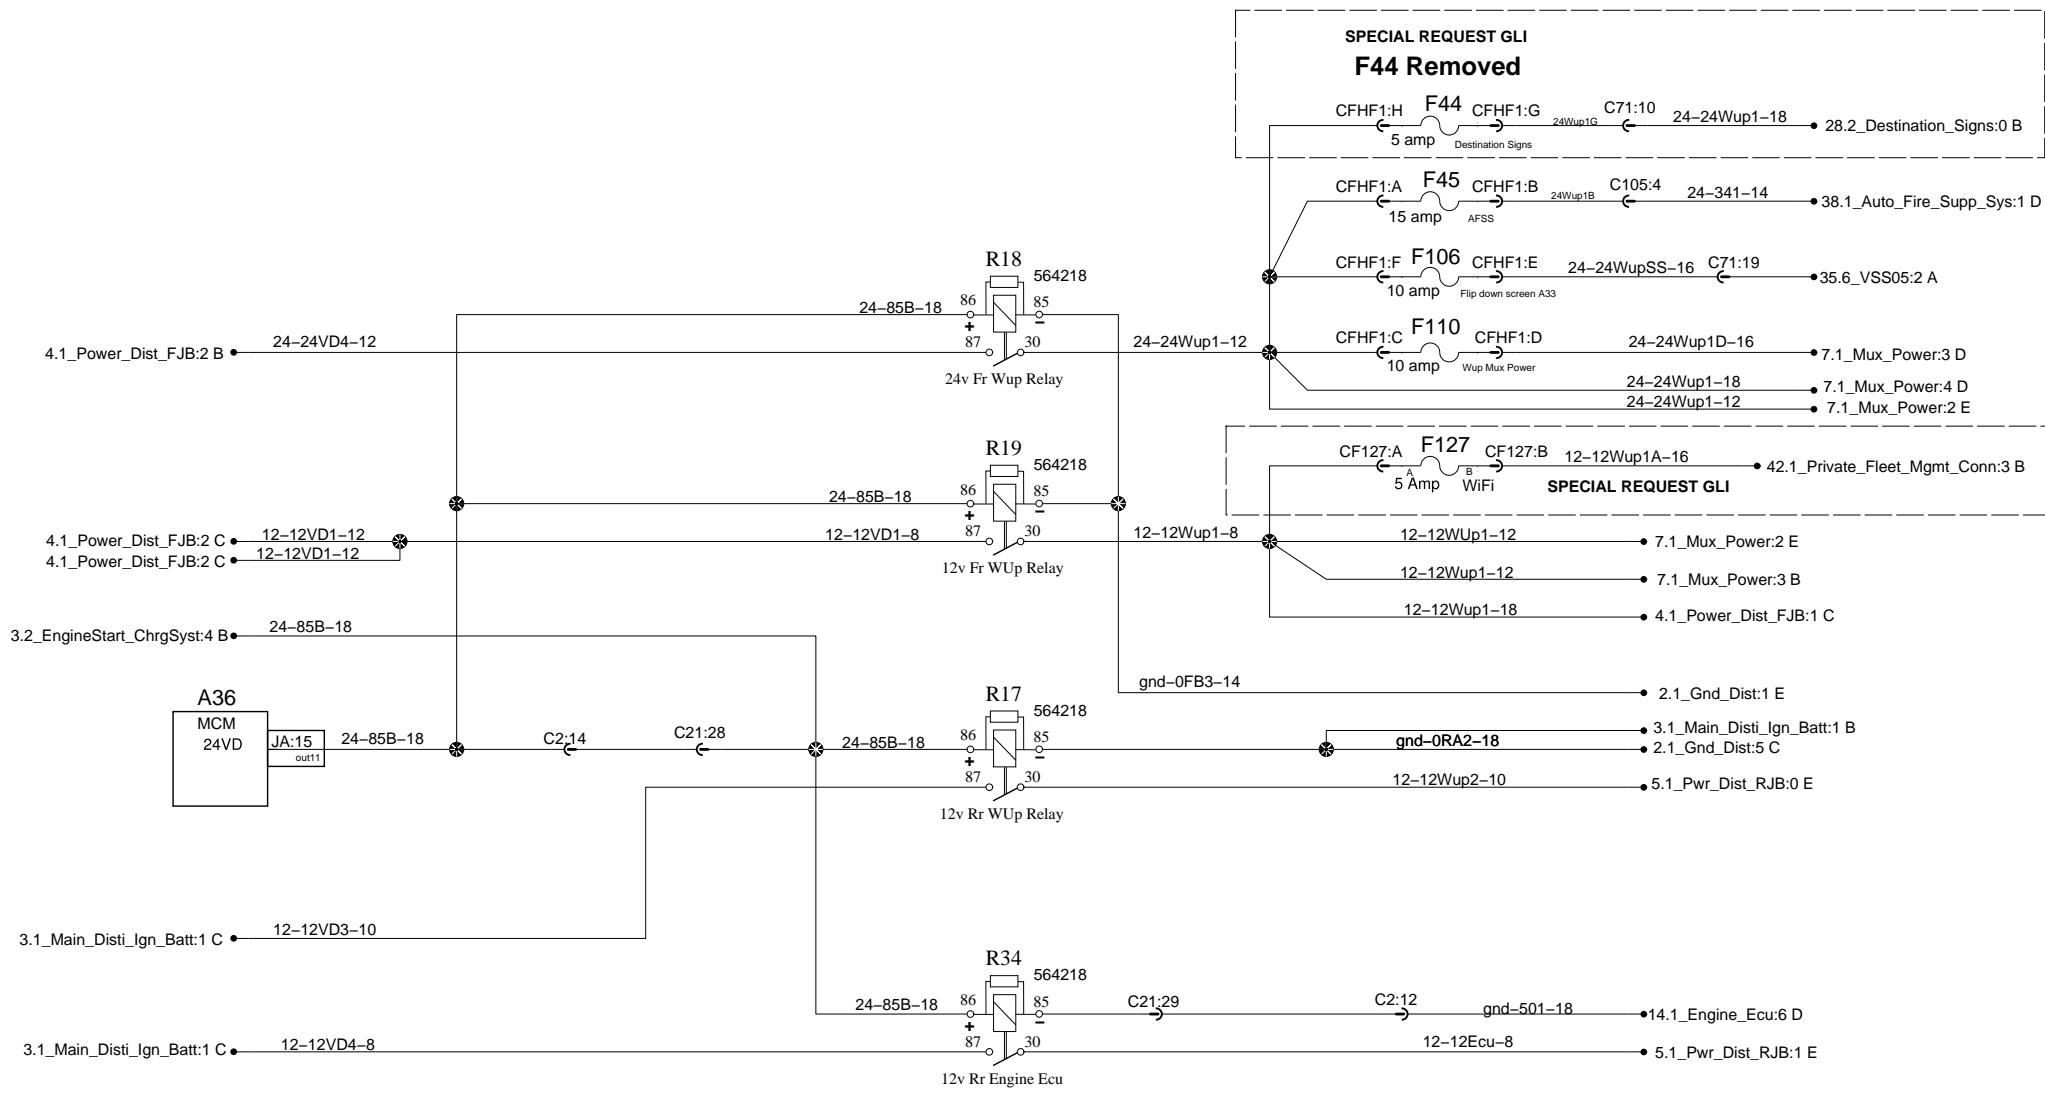 SPECIAL REQUEST GLI
F44 Removed
CFHF1:H F44 CFHF1:G 24Wup1G C71:10 24-24Wup1-18 28.2_Destination_Signs:0 B
5 amp Destination Signs
CFHF1:A F45 CFHF1:B 24Wup1B C105:4 24-341-14 38.1_Auto_Fire_Supp_Sys:1 D
15 amp AFSS
CFHF1:F F106 CFHF1:E 24-24WupSS-16 C71:19 35.6_VSS05:2 A
10 amp Flip down screen A33
R18
564218
24-85B-18 86 85
+ -
4.1_Power_Dist_FJB:2 B 24-24VD4-12 87 30 24-24Wup1-12
24v Fr Wup Relay
CFHF1:C F110 CFHF1:D 24-24Wup1D-16 7.1_Mux_Power:3 D
10 amp Wup Mux Power
24-24Wup1-18 7.1_Mux_Power:4 D
24-24Wup1-12 7.1_Mux_Power:2 E
CF127:A F127 CF127:B 12-12Wup1A-16 42.1_Private_Fleet_Mgmt_Conn:3 B
A B
5 Amp WiFi SPECIAL REQUEST GLI
R19
564218
24-85B-18 86 85
+ -
4.1_Power_Dist_FJB:2 C 12-12VD1-12 12-12VD1-8 87 30 12-12Wup1-8 12-12WUp1-12 7.1_Mux_Power:2 E
4.1_Power_Dist_FJB:2 C 12-12VD1-12
12v Fr WUp Relay
12-12Wup1-12 7.1_Mux_Power:3 B
12-12Wup1-18 4.1_Power_Dist_FJB:1 C
3.2_EngineStart_ChrgSyst:4 B 24-85B-18
gnd-0FB3-14 2.1_Gnd_Dist:1 E
A36
MCM
24VD
JA:15
out11
24-85B-18 C2:14 C21:28 24-85B-18
R17
564218
86 85
+ -
3.1_Main_Disti_Ign_Batt:1 B
gnd-0RA2-18 2.1_Gnd_Dist:5 C
87 30 12-12Wup2-10 5.1_Pwr_Dist_RJB:0 E
12v Rr WUp Relay
3.1_Main_Disti_Ign_Batt:1 C 12-12VD3-10
R34
564218
24-85B-18 86 85 C21:29 C2:12 gnd-501-18 14.1_Engine_Ecu:6 D
+ -
3.1_Main_Disti_Ign_Batt:1 C 12-12VD4-8 87 30 12-12Ecu-8 5.1_Pwr_Dist_RJB:1 E
12v Rr Engine Ecu